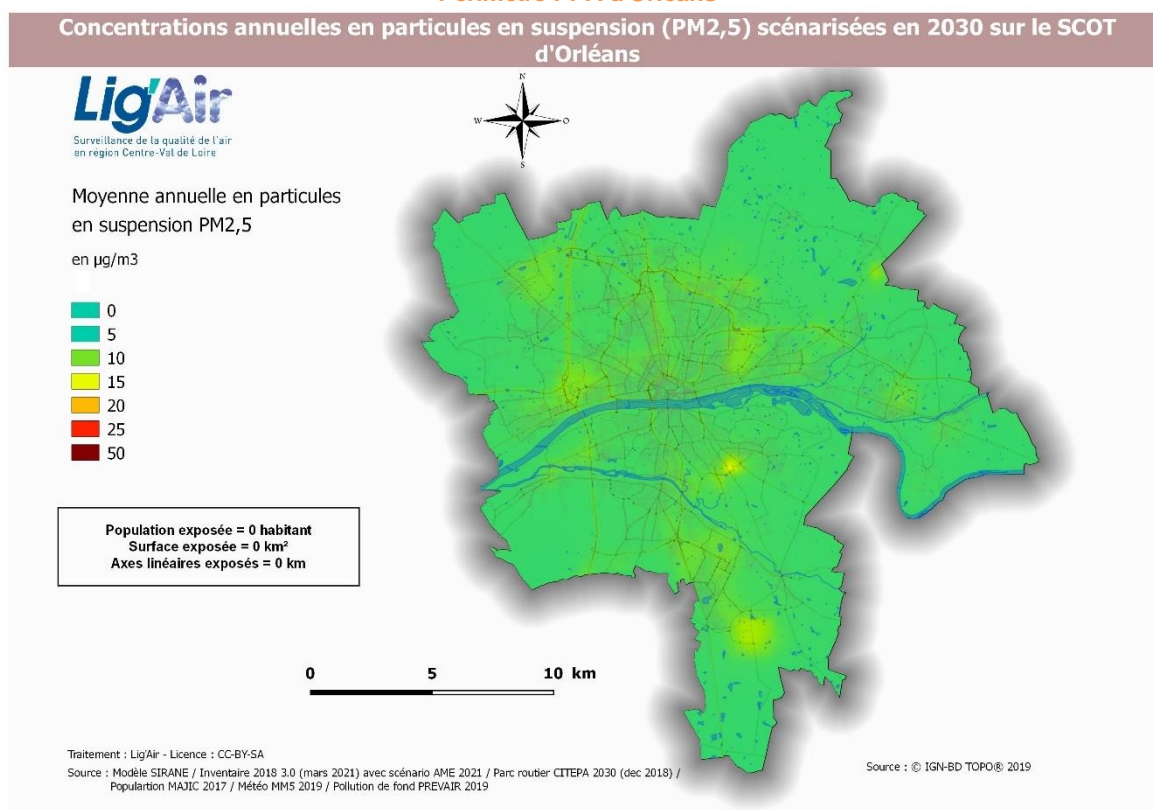 Concentrations annuelles en particules en suspension (PM2,5) scénarisées en 2030 sur le SCOT
d'Orléans
Lig'Air
Surveillance de la qualité de l'air
en région Centre-Val de Loire
N
W
O
S
Moyenne annuelle en particules
en suspension PM2,5
en µg/m3
0
5
10
15
20
25
50
Population exposée = 0 habitant
Surface exposée = 0 km²
Axes linéaires exposés = 0 km
0 5 10 km
Traitement : Lig'Air - Licence : CC-BY-SA
Source : Modèle SIRANE / Inventaire 2018 3.0 (mars 2021) avec scénario AME 2021 / Parc routier CITEPA 2030 (dec 2018) /
Populartion MAJIC 2017 / Météo MM5 2019 / Pollution de fond PREVAIR 2019
Source : © IGN-BD TOPO® 2019